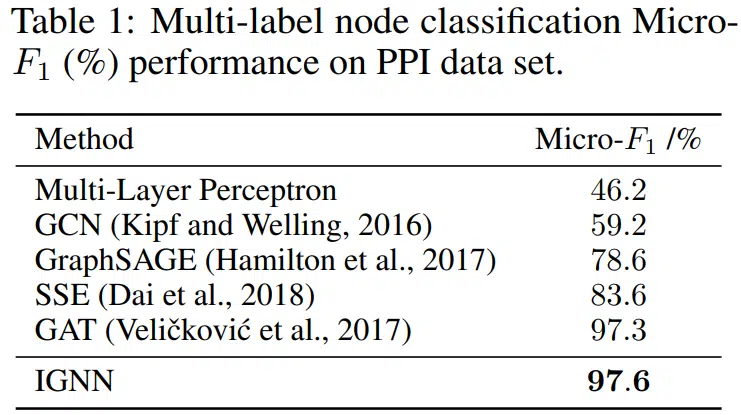 Table 1: Multi-label node classification Micro-
F1 (%) performance on PPI data set.
Method Micro-F1 /%
Multi-Layer Perceptron 46.2
GCN (Kipf and Welling, 2016) 59.2
GraphSAGE (Hamilton et al., 2017) 78.6
SSE (Dai et al., 2018) 83.6
GAT (Veličković et al., 2017) 97.3
IGNN 97.6